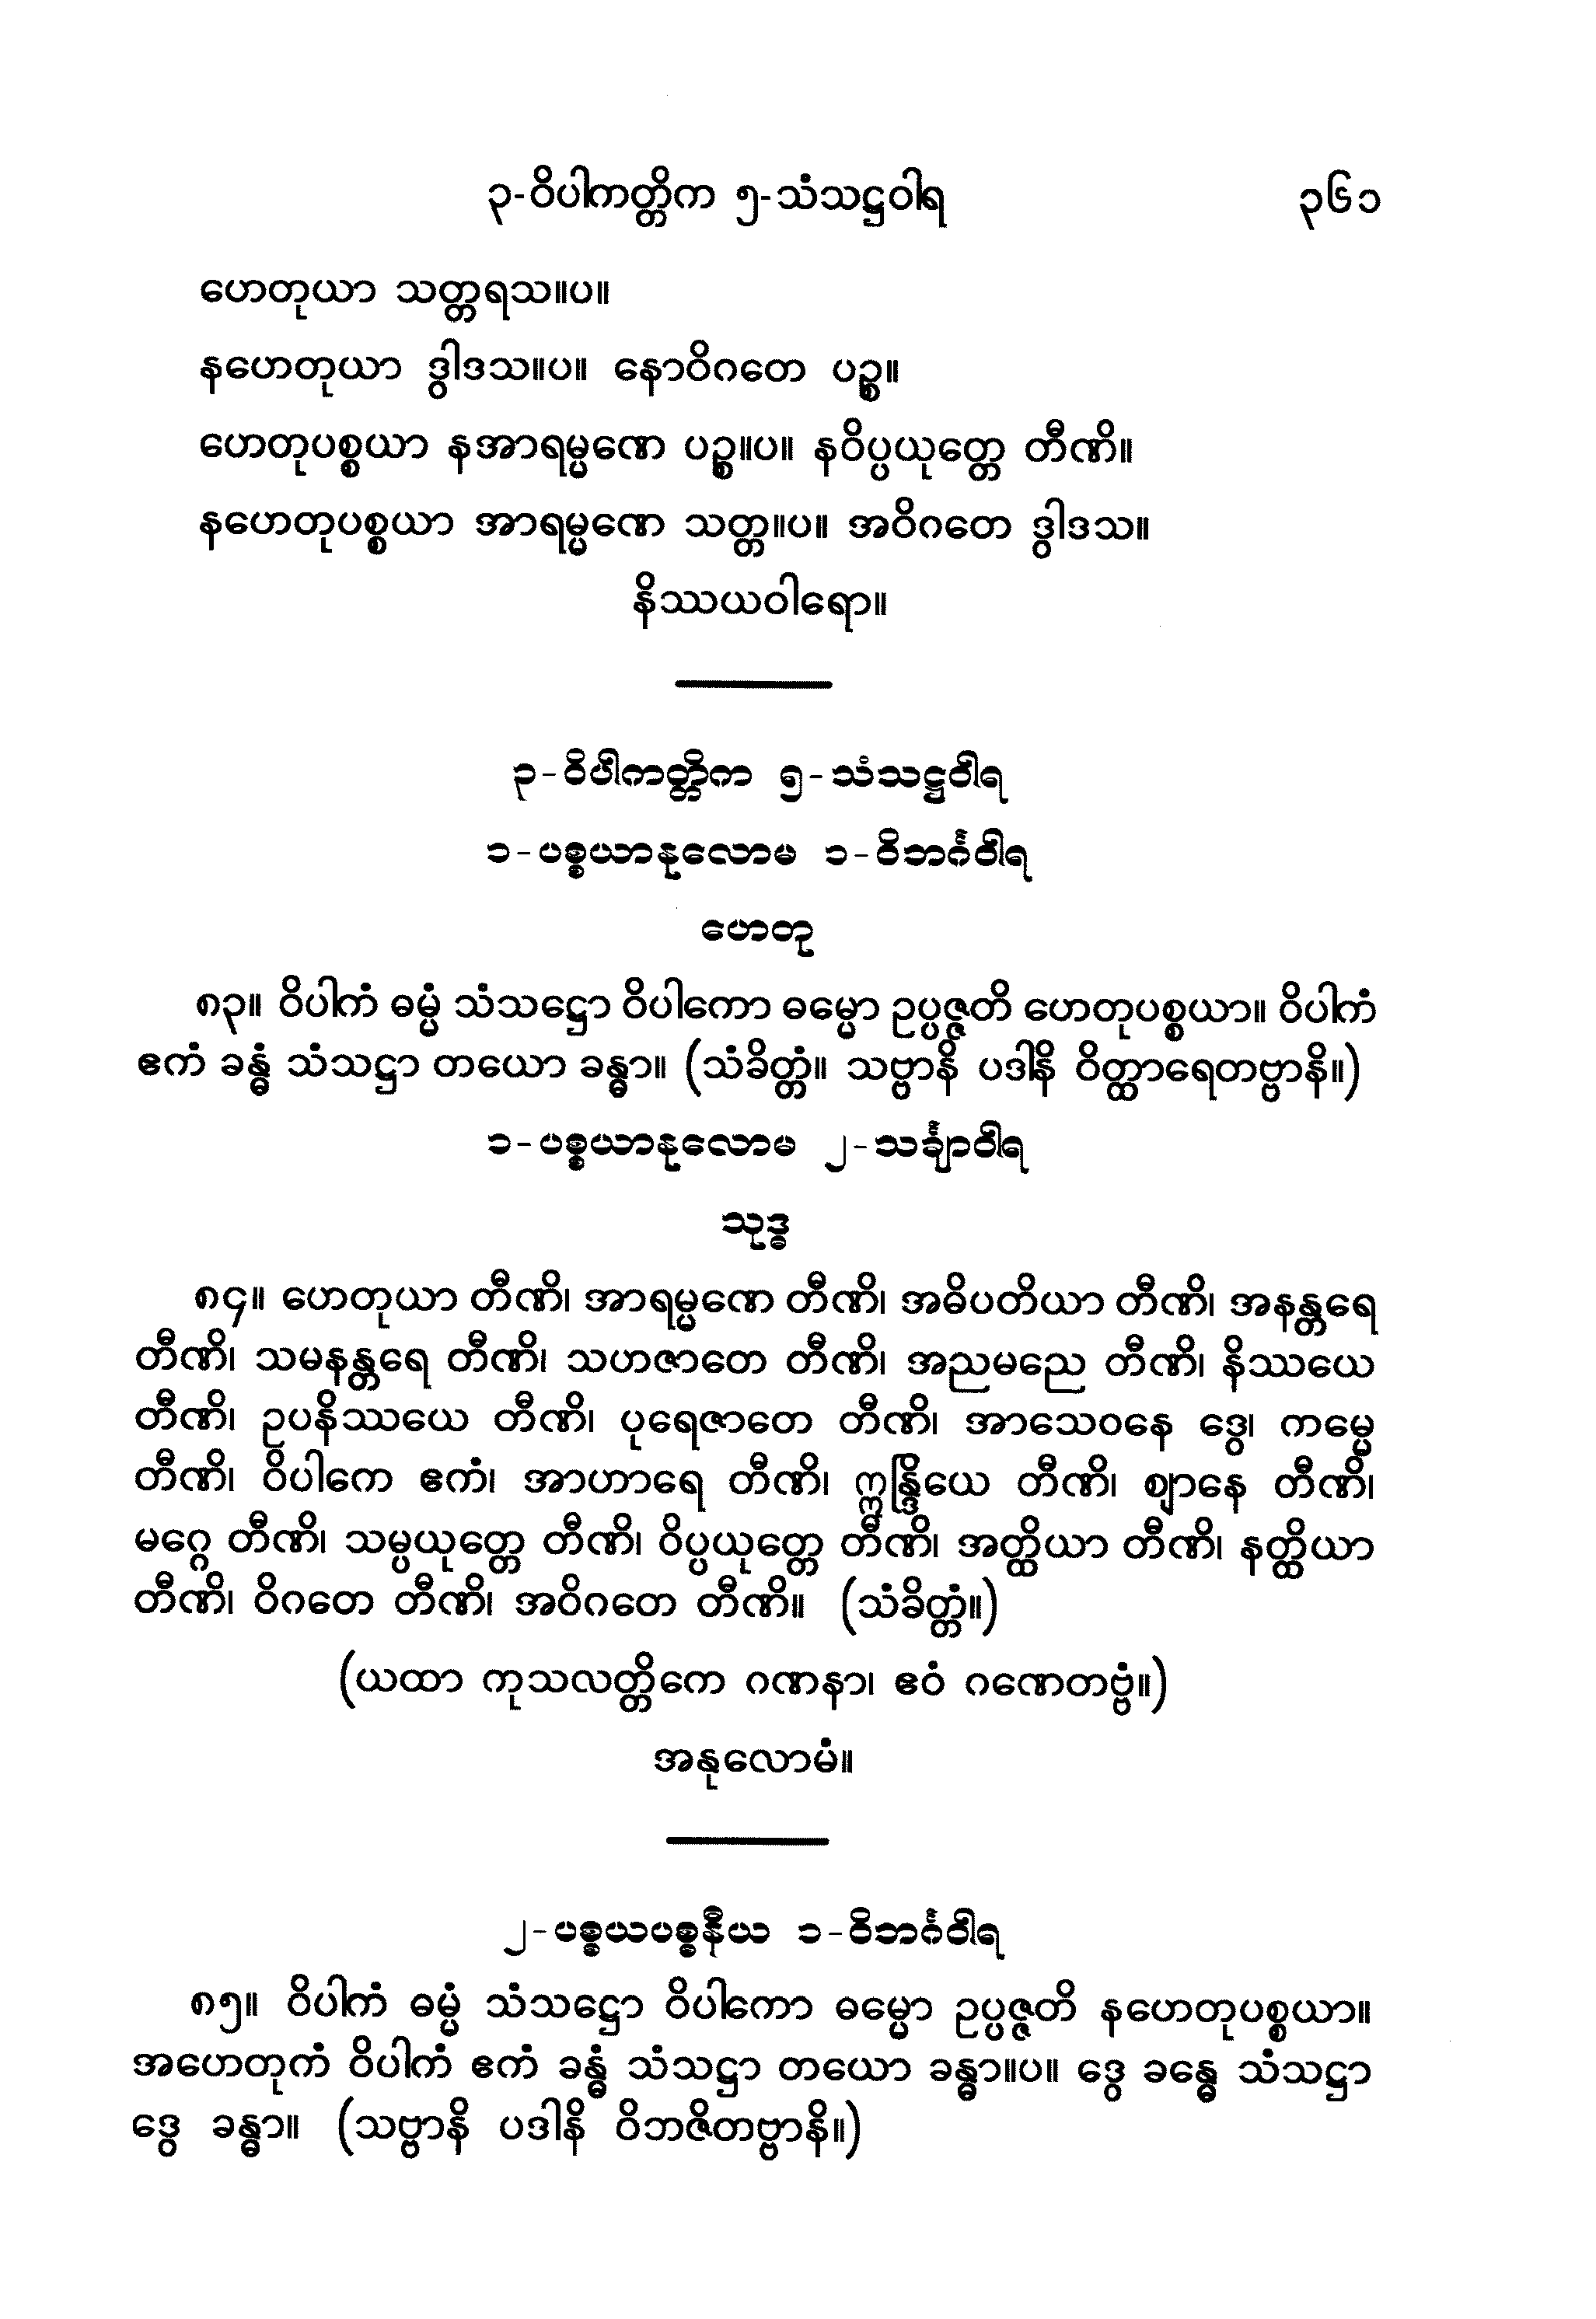 ၃-ဝိပါကတ္တိက ၅-သံသဋ္ဌဝါရ ၃၆၁
ဟေတုယာ သတ္တရသ။ပ။
နဟေတုယာ ဒွါဒသ။ပ။ နောဝိဂတေ ပဉ္စ။
ဟေတုပစ္စယာ နအာရမ္မဏေ ပဉ္စ။ပ။ နဝိပ္ပယုတ္တေ တီဏိ။
နဟေတုပစ္စယာ အာရမ္မဏေ သတ္တ။ပ။ အဝိဂတေ ဒွါဒသ။
နိဿယဝါရော။
၃-ဝိပါကတ္တိက ၅-သံသဋ္ဌဝါရ
၁-ပစ္စယာနုလောမ ၁-ဝိဘင်္ဂဝါရ
ဟေတု
၈၃။ ဝိပါကံ ဓမ္မံ သံသဋ္ဌော ဝိပါကော ဓမ္မော ဥပ္ပဇ္ဇတိ ဟေတုပစ္စယာ။ ဝိပါကံ
ဧကံ ခန္ဓံ သံသဋ္ဌာ တယော ခန္ဓာ။ (သံခိတ္တံ။ သဗ္ဗာနိ ပဒါနိ ဝိတ္ထာရေတဗ္ဗာနိ။)
၁-ပစ္စယာနုလောမ ၂-သင်္ချာဝါရ
သုဒ္ဓ
၈၄။ ဟေတုယာ တီဏိ၊ အာရမ္မဏေ တီဏိ၊ အဓိပတိယာ တီဏိ၊ အနန္တရေ
တီဏိ၊ သမနန္တရေ တီဏိ၊ သဟဇာတေ တီဏိ၊ အညမညေ တီဏိ၊ နိဿယေ
တီဏိ၊ ဥပနိဿယေ တီဏိ၊ ပုရေဇာတေ တီဏိ၊ အာသေဝနေ ဒွေ၊ ကမ္မေ
တီဏိ၊ ဝိပါကေ ဧကံ၊ အာဟာရေ တီဏိ၊ ဣန္ဒြိယေ တီဏိ၊ ဈာနေ တီဏိ၊
မဂ္ဂေ တီဏိ၊ သမ္ပယုတ္တေ တီဏိ၊ ဝိပ္ပယုတ္တေ တီဏိ၊ အတ္ထိယာ တီဏိ၊ နတ္ထိယာ
တီဏိ၊ ဝိဂတေ တီဏိ၊ အဝိဂတေ တီဏိ။ (သံခိတ္တံ။)
(ယထာ ကုသလတ္တိကေ ဂဏနာ၊ ဧဝံ ဂဏေတဗ္ဗံ။)
အနုလောမံ။
၂-ပစ္စယပစ္စနီယ ၁-ဝိဘင်္ဂဝါရ
၈၅။ ဝိပါကံ ဓမ္မံ သံသဋ္ဌော ဝိပါကော ဓမ္မော ဥပ္ပဇ္ဇတိ နဟေတုပစ္စယာ။
အဟေတုကံ ဝိပါကံ ဧကံ ခန္ဓံ သံသဋ္ဌာ တယော ခန္ဓာ။ပ။ ဒွေ ခန္ဓေ သံသဋ္ဌာ
ဒွေ ခန္ဓာ။ (သဗ္ဗာနိ ပဒါနိ ဝိဘဇိတဗ္ဗာနိ။)